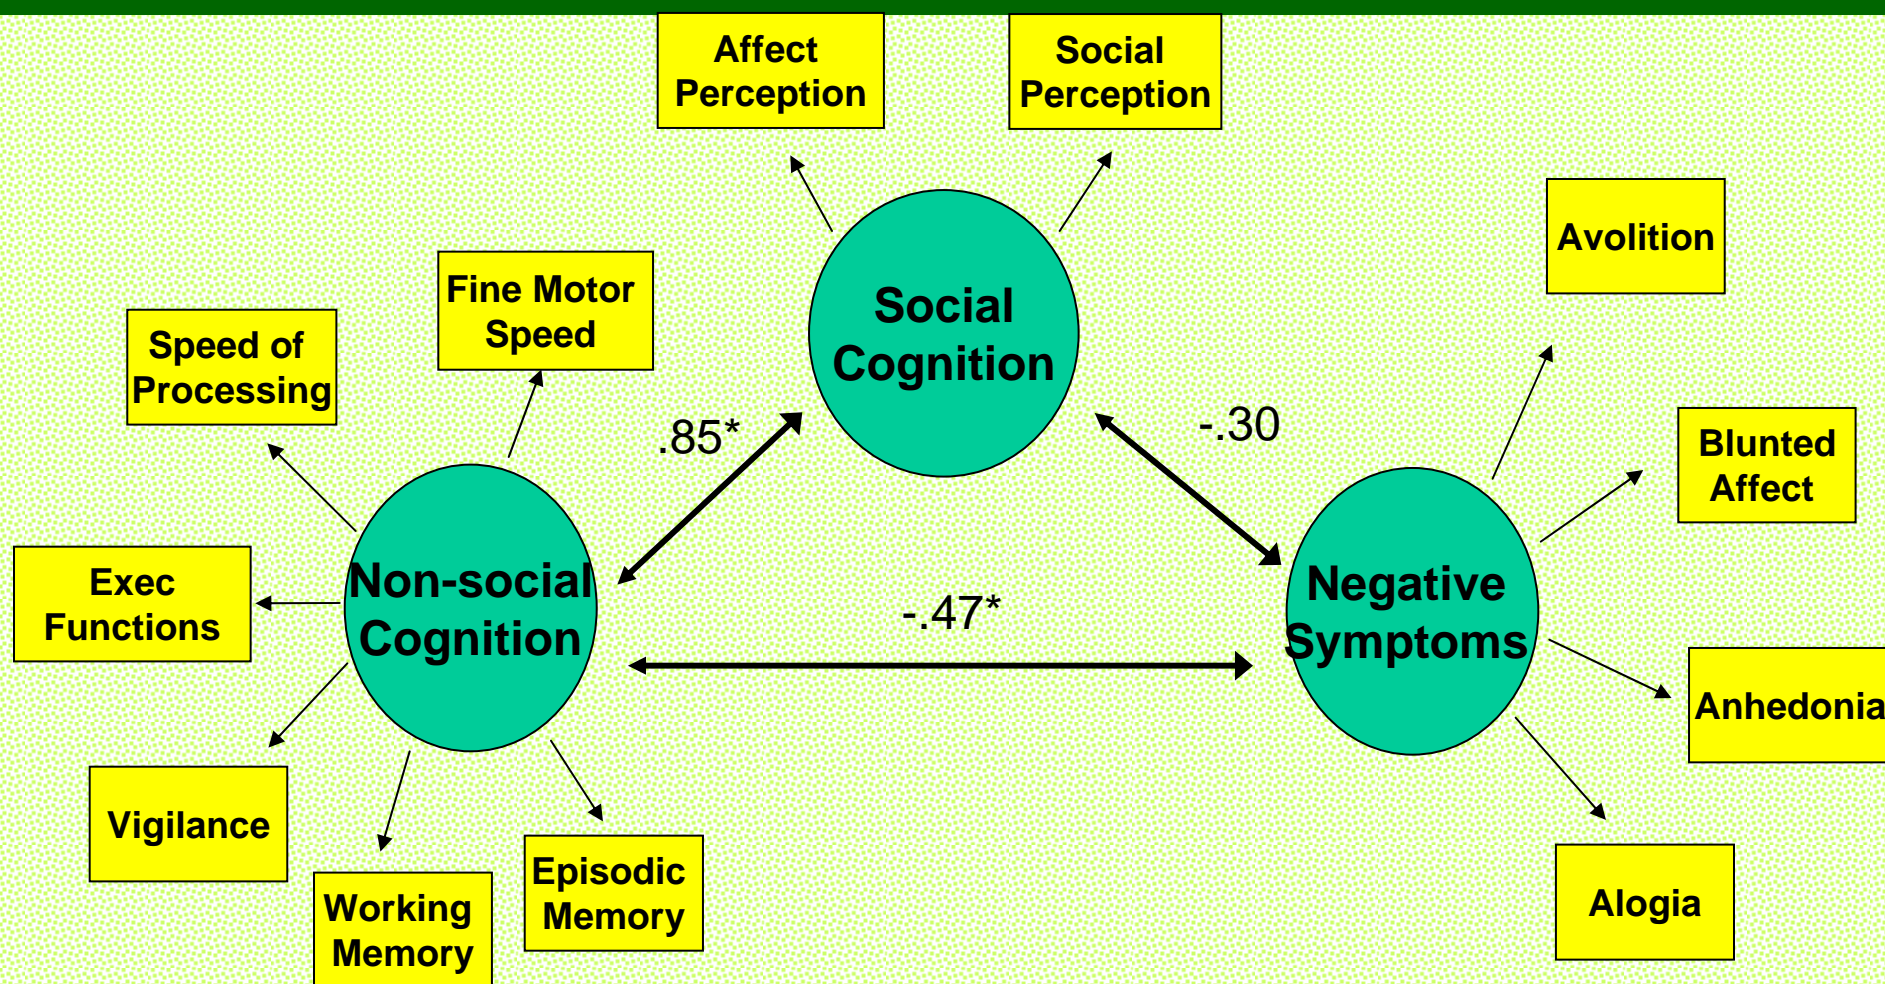 Affect
Perception
Social
Perception
Avolition
Fine Motor
Speed
Social
Cognition
Speed of
Processing
.85*
-.30
Blunted
Affect
Exec
Functions
Non-social
Cognition
-.47*
Negative
Symptoms
Anhedonia
Vigilance
Working
Memory
Episodic
Memory
Alogia